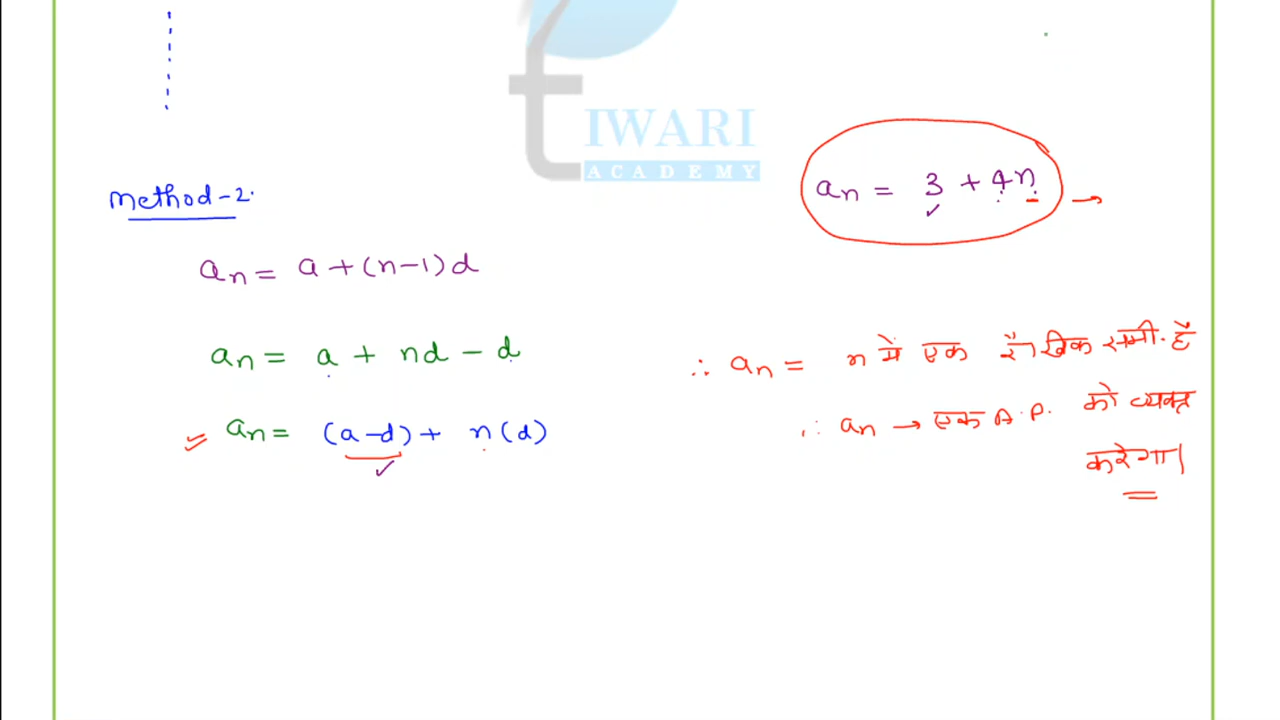 tIWARI
ACADEMY
Method-2.
aₙ = 3 + 4n →
aₙ = a + (n-1)d
aₙ = a + nd - d
∴ aₙ = n में एक रैखिक समी. है
aₙ = (a-d) + n(d)
∴ aₙ → एक A.P. को व्यक्त
करेगा।